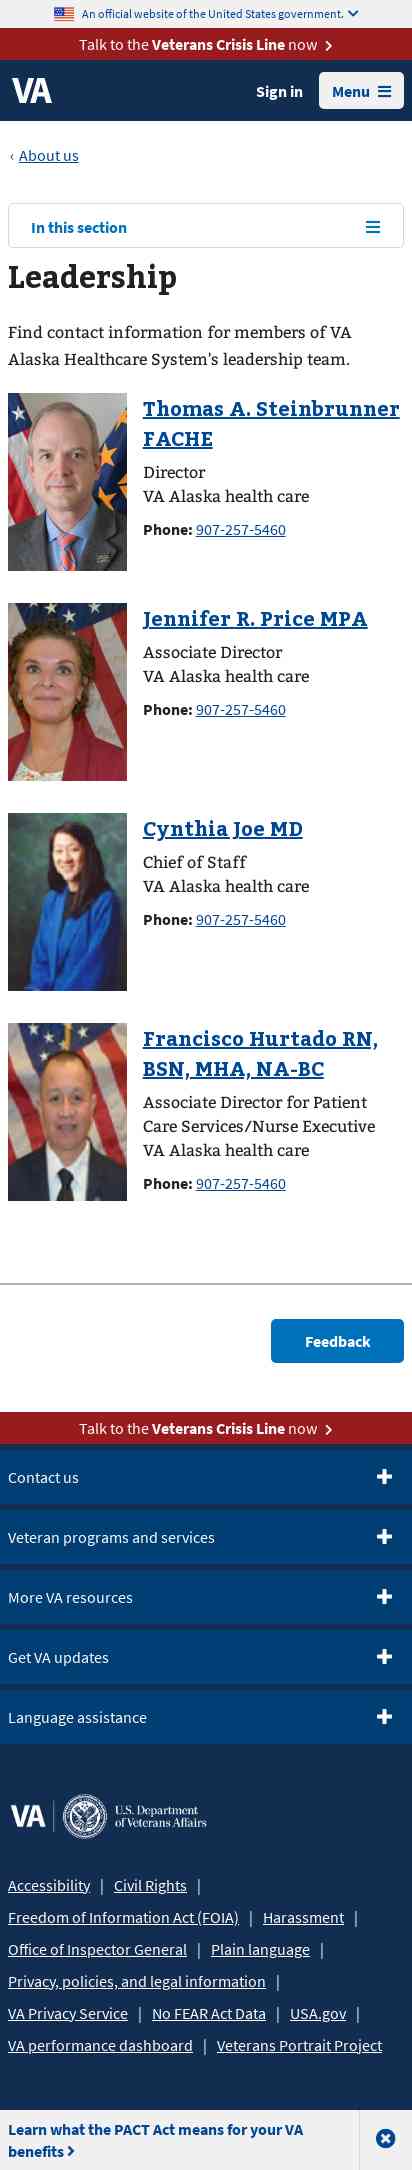 An official website of the United States government.
Talk to the Veterans Crisis Line now
VA
Sign in
Menu
‹ About us
In this section
Leadership
Find contact information for members of VA
Alaska Healthcare System's leadership team.
Thomas A. Steinbrunner
FACHE
Director
VA Alaska health care
Phone: 907-257-5460
Jennifer R. Price MPA
Associate Director
VA Alaska health care
Phone: 907-257-5460
Cynthia Joe MD
Chief of Staff
VA Alaska health care
Phone: 907-257-5460
Francisco Hurtado RN,
BSN, MHA, NA-BC
Associate Director for Patient
Care Services/Nurse Executive
VA Alaska health care
Phone: 907-257-5460
Feedback
Talk to the Veterans Crisis Line now
Contact us
Veteran programs and services
More VA resources
Get VA updates
Language assistance
VA
U.S. Department
of Veterans Affairs
Accessibility | Civil Rights |
Freedom of Information Act (FOIA) | Harassment |
Office of Inspector General | Plain language |
Privacy, policies, and legal information |
VA Privacy Service | No FEAR Act Data | USA.gov |
VA performance dashboard | Veterans Portrait Project
Learn what the PACT Act means for your VA
benefits